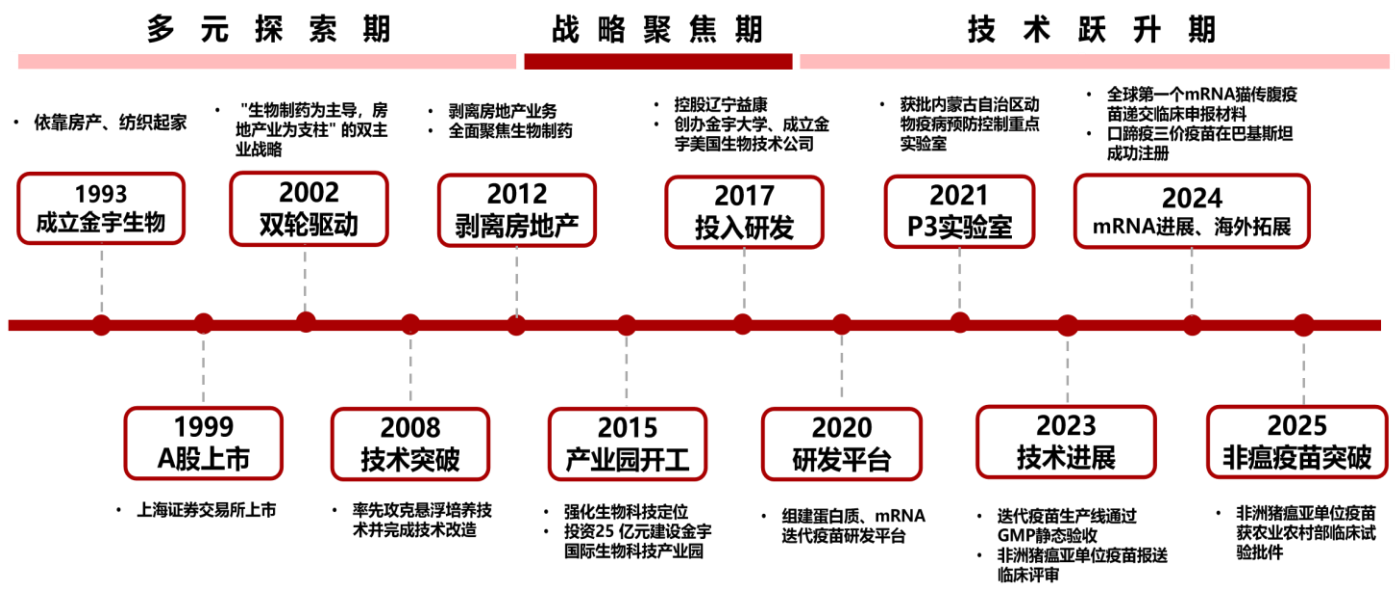 多元探索期
战略聚焦期
技术跃升期
• 依靠房产、纺织起家
• "生物制药为主导，房
地产业为支柱" 的双主
业战略
• 剥离房地产业务
• 全面聚焦生物制药
• 控股辽宁益康
• 创办金宇大学、成立金
宇美国生物技术公司
• 获批内蒙古自治区动
物疫病预防控制重点
实验室
• 全球第一个mRNA猫传腹疫
苗递交临床申报材料
• 口蹄疫三价疫苗在巴基斯坦
成功注册
1993
成立金宇生物
2002
双轮驱动
2012
剥离房地产
2017
投入研发
2021
P3实验室
2024
mRNA进展、海外拓展
1999
A股上市
2008
技术突破
2015
产业园开工
2020
研发平台
2023
技术进展
2025
非瘟疫苗突破
• 上海证券交易所上市
• 率先攻克悬浮培养技
术并完成技术改造
• 强化生物科技定位
• 投资25 亿元建设金宇
国际生物科技产业园
• 组建蛋白质、mRNA
迭代疫苗研发平台
• 迭代疫苗生产线通过
GMP静态验收
• 非洲猪瘟亚单位疫苗报送
临床评审
• 非洲猪瘟亚单位疫苗
获农业农村部临床试
验批件